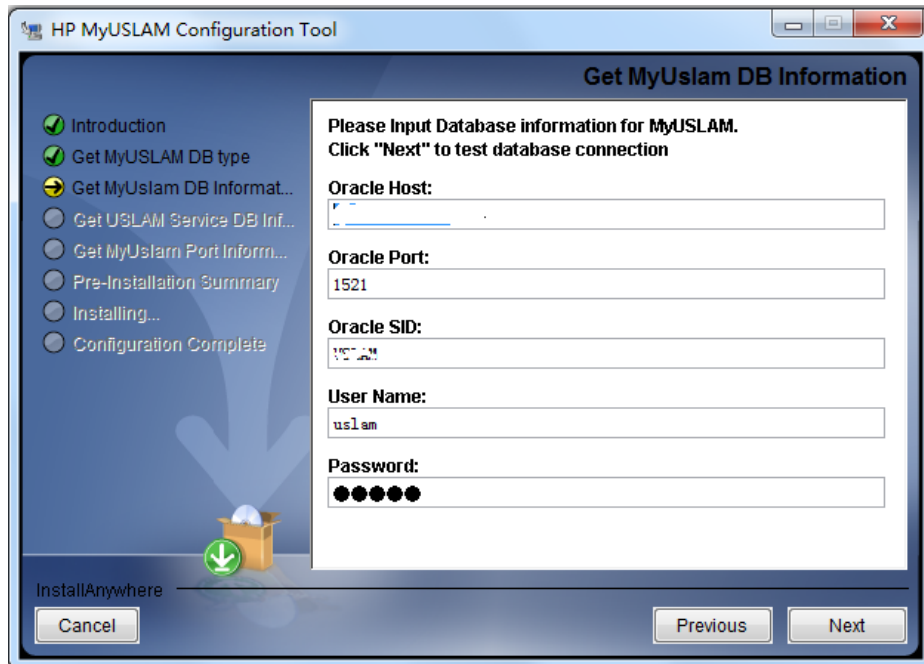 HP MyUSLAM Configuration Tool
Get MyUslam DB Information
Introduction
Get MyUSLAM DB type
Get MyUslam DB Informat...
Get USLAM Service DB Inf...
Get MyUslam Port Inform...
Pre-Installation Summary
Installing...
Configuration Complete
Please Input Database information for MyUSLAM.
Click "Next" to test database connection
Oracle Host:
Oracle Port:
1521
Oracle SID:
User Name:
uslam
Password:
●●●●●
InstallAnywhere
Cancel
Previous
Next